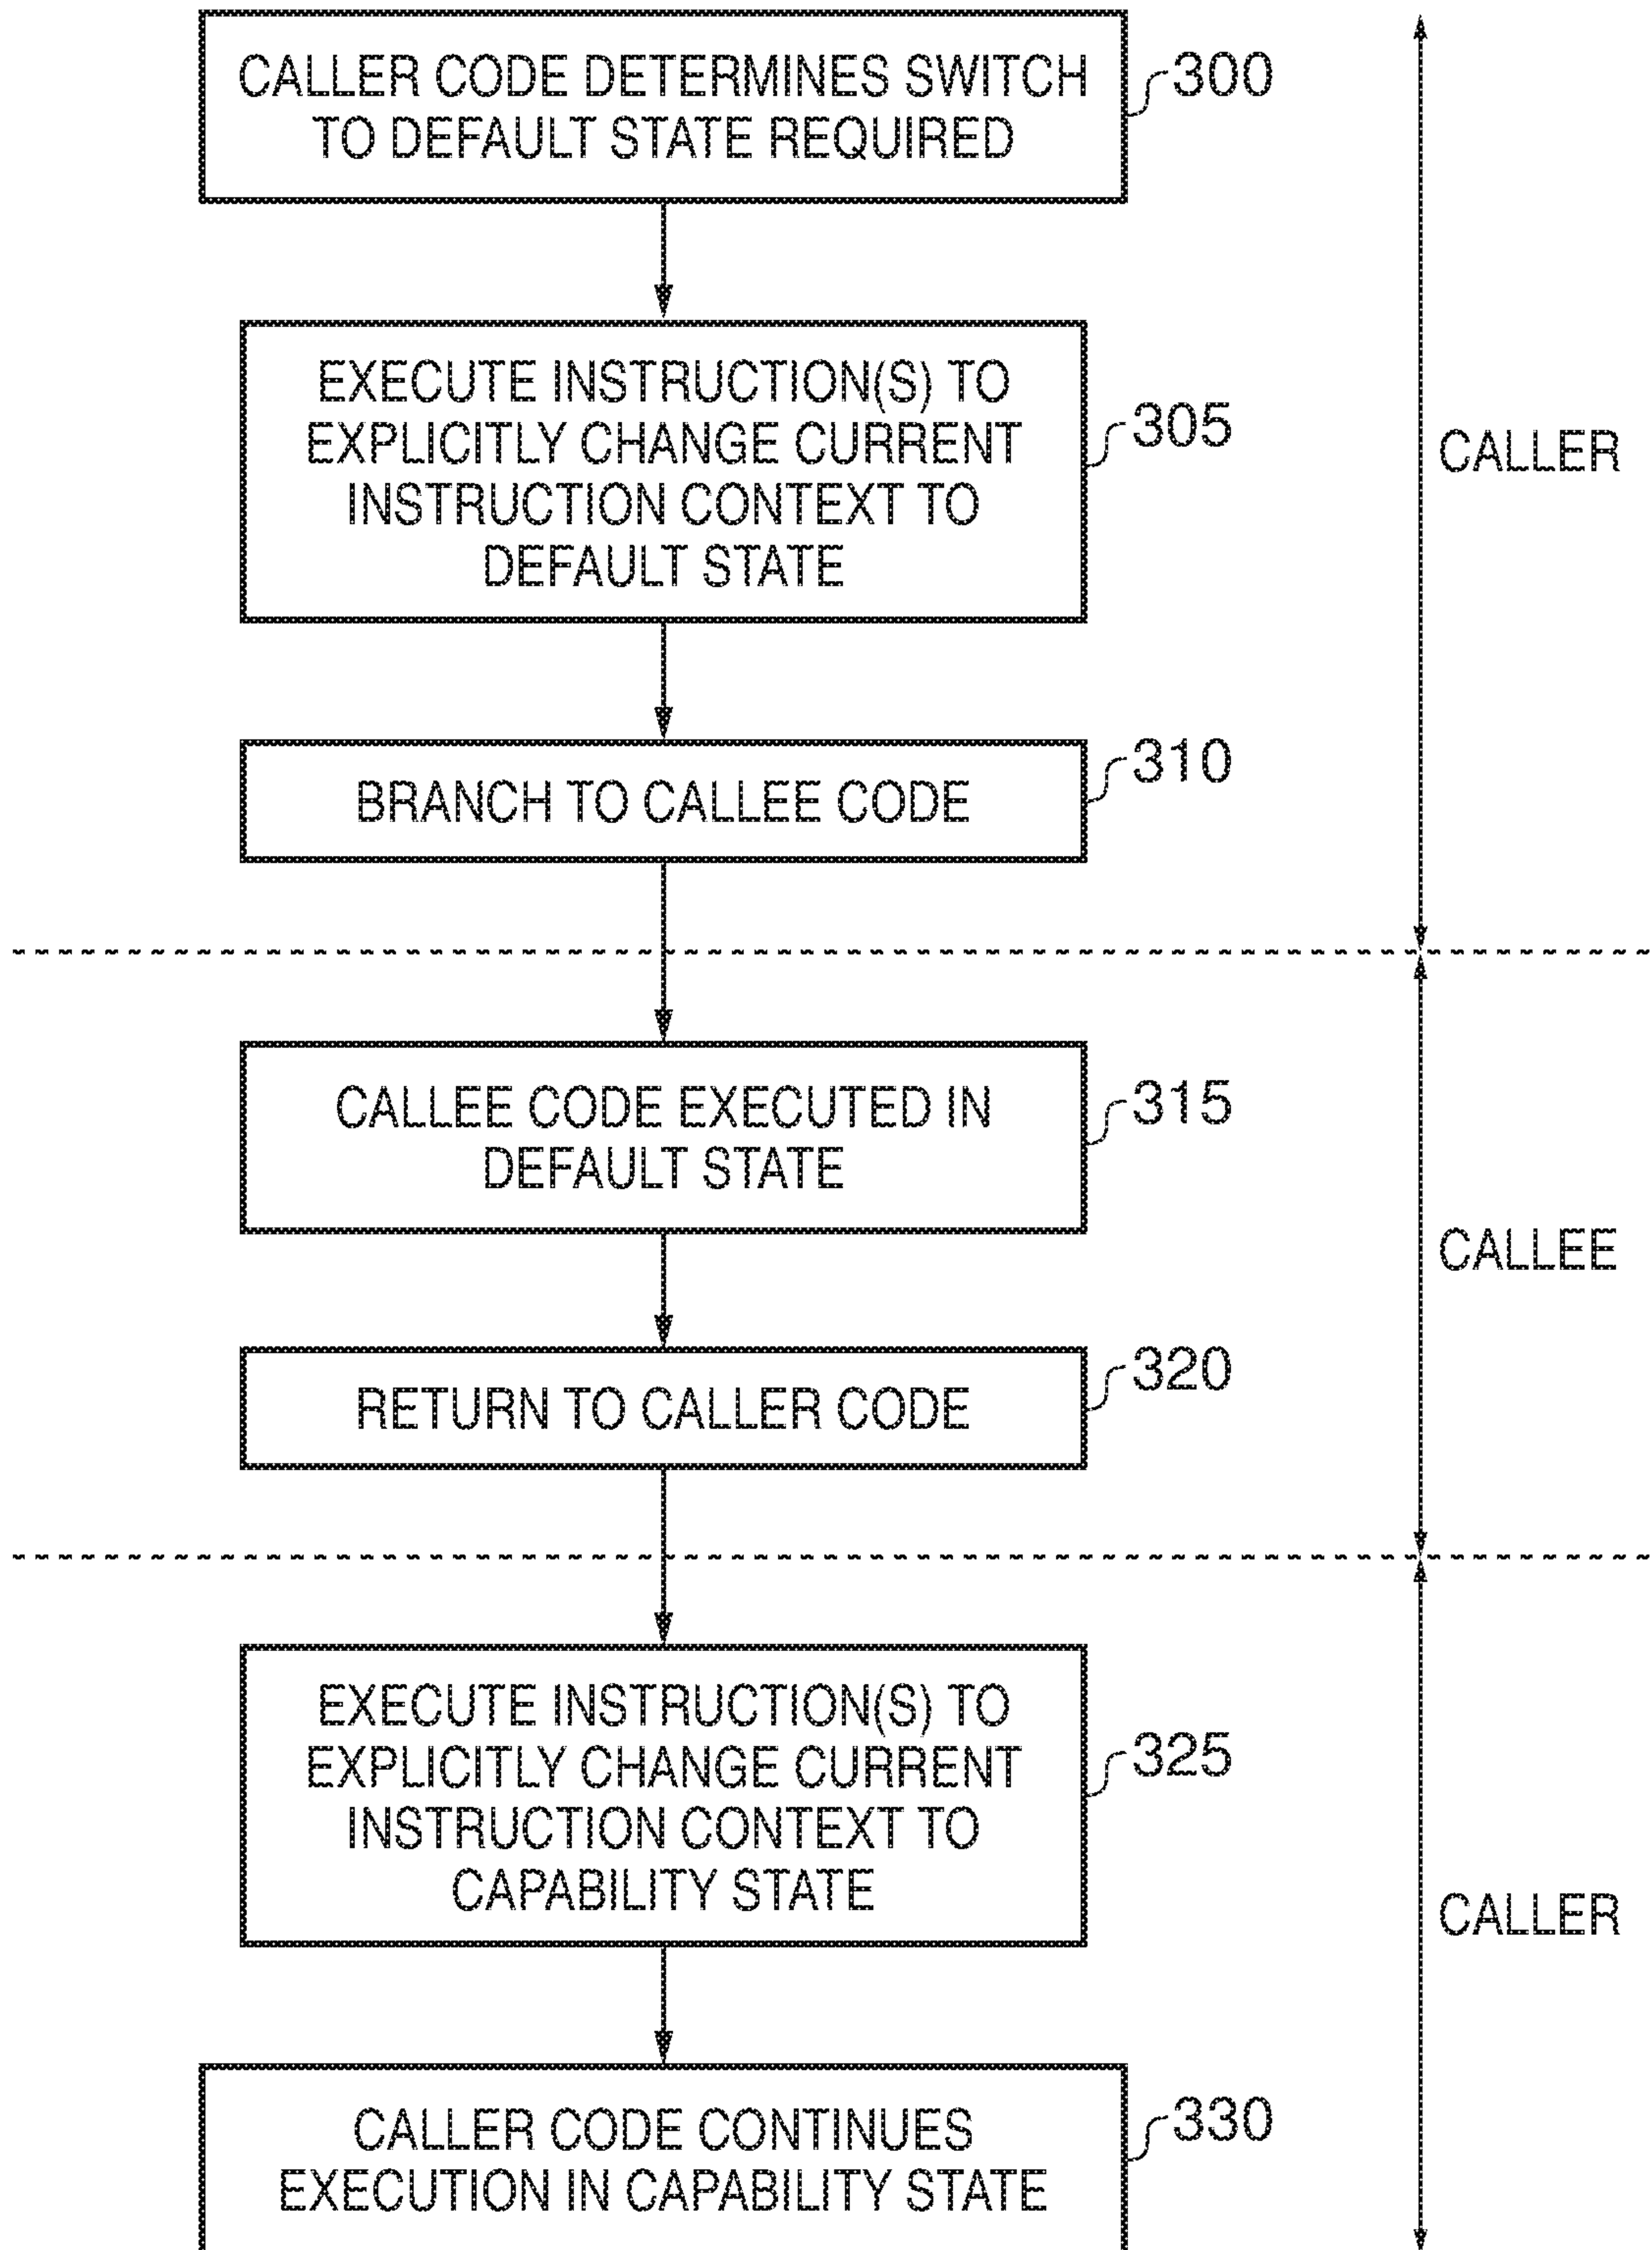 CALLER CODE DETERMINES SWITCH
TO DEFAULT STATE REQUIRED
300
EXECUTE INSTRUCTION(S) TO
EXPLICITLY CHANGE CURRENT
INSTRUCTION CONTEXT TO
DEFAULT STATE
305
CALLER
BRANCH TO CALLEE CODE
310
CALLEE CODE EXECUTED IN
DEFAULT STATE
315
CALLEE
RETURN TO CALLER CODE
320
EXECUTE INSTRUCTION(S) TO
EXPLICITLY CHANGE CURRENT
INSTRUCTION CONTEXT TO
CAPABILITY STATE
325
CALLER
CALLER CODE CONTINUES
EXECUTION IN CAPABILITY STATE
330